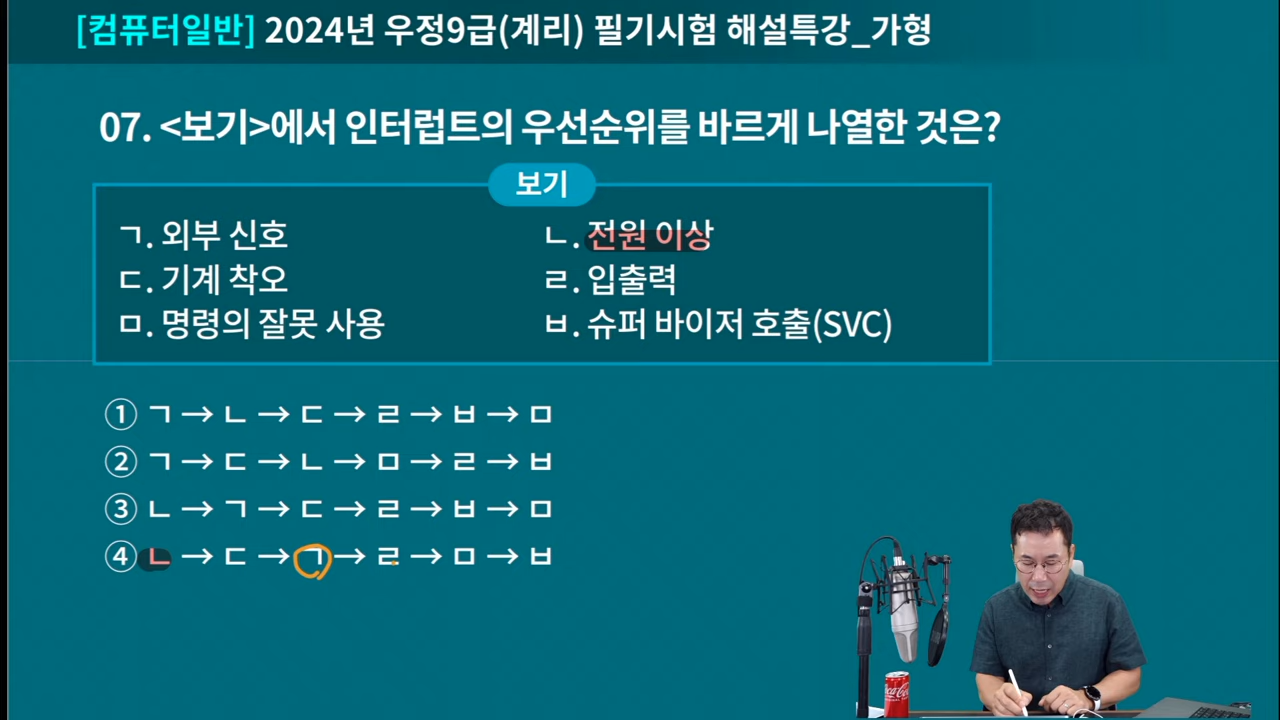 [컴퓨터일반] 2024년 우정9급(계리) 필기시험 해설특강_가형
07. <보기>에서 인터럽트의 우선순위를 바르게 나열한 것은?
보기
ㄱ. 외부 신호 ㄴ. 전원 이상
ㄷ. 기계 착오 ㄹ. 입출력
ㅁ. 명령의 잘못 사용 ㅂ. 슈퍼 바이저 호출(SVC)
① ㄱ → ㄴ → ㄷ → ㄹ → ㅂ → ㅁ
② ㄱ → ㄷ → ㄴ → ㅁ → ㄹ → ㅂ
③ ㄴ → ㄱ → ㄷ → ㄹ → ㅂ → ㅁ
④ ㄴ → ㄷ → ㄱ → ㄹ → ㅁ → ㅂ
Coca-Cola